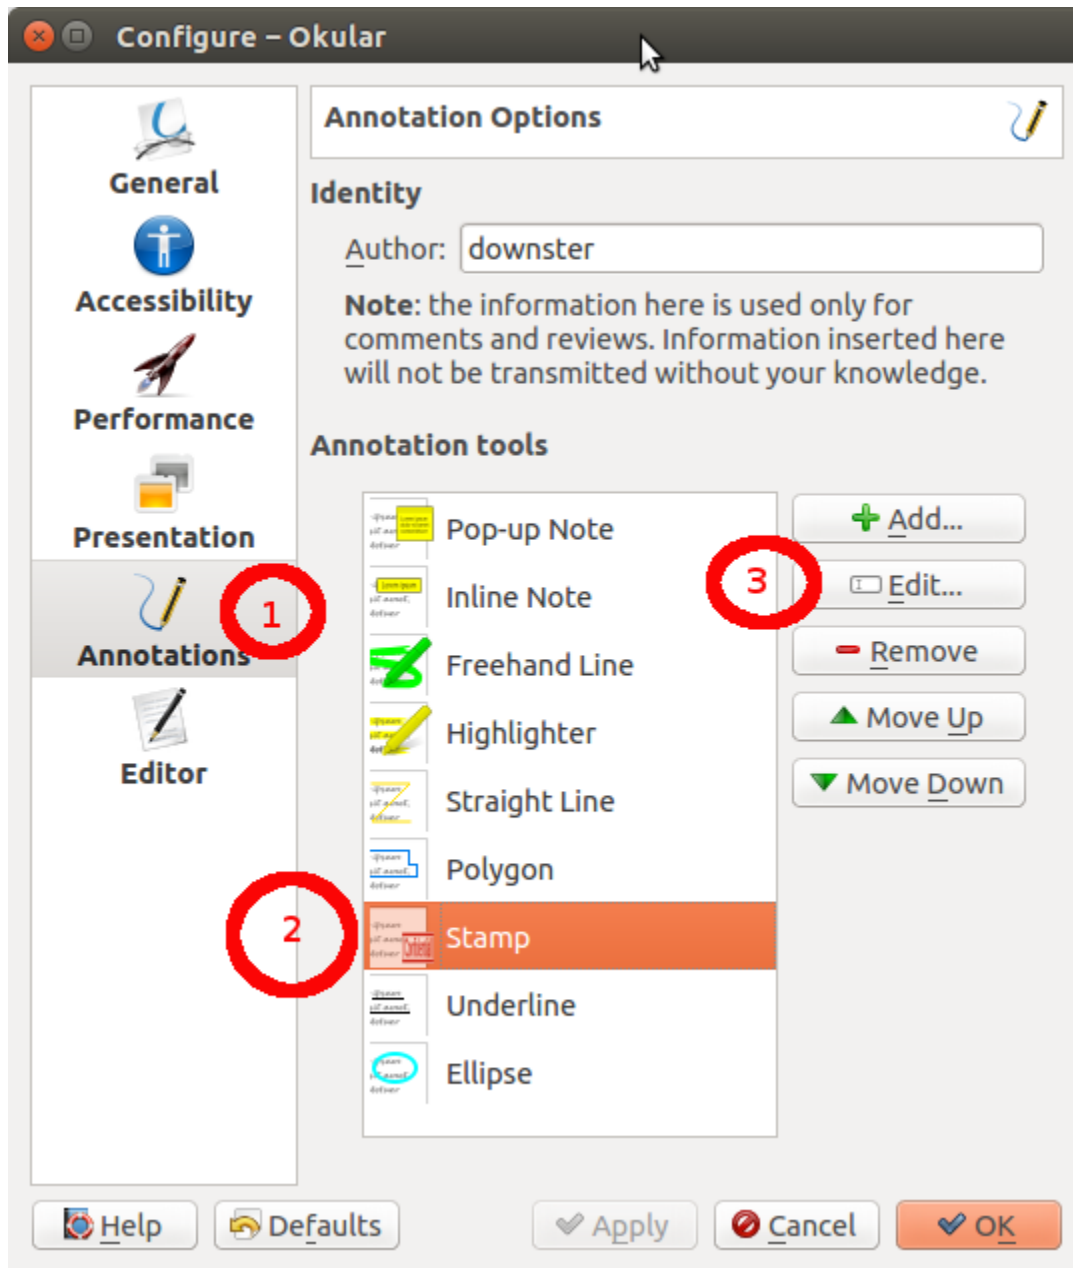 Configure – Okular
General
Accessibility
Performance
Presentation
1
Annotations
Editor
Annotation Options
Identity
Author: downster
Note: the information here is used only for
comments and reviews. Information inserted here
will not be transmitted without your knowledge.
Annotation tools
Pop-up Note
Inline Note
Freehand Line
Highlighter
Straight Line
Polygon
2
Stamp
Underline
Ellipse
Add...
3
Edit...
Remove
Move Up
Move Down
Help
Defaults
Apply
Cancel
OK